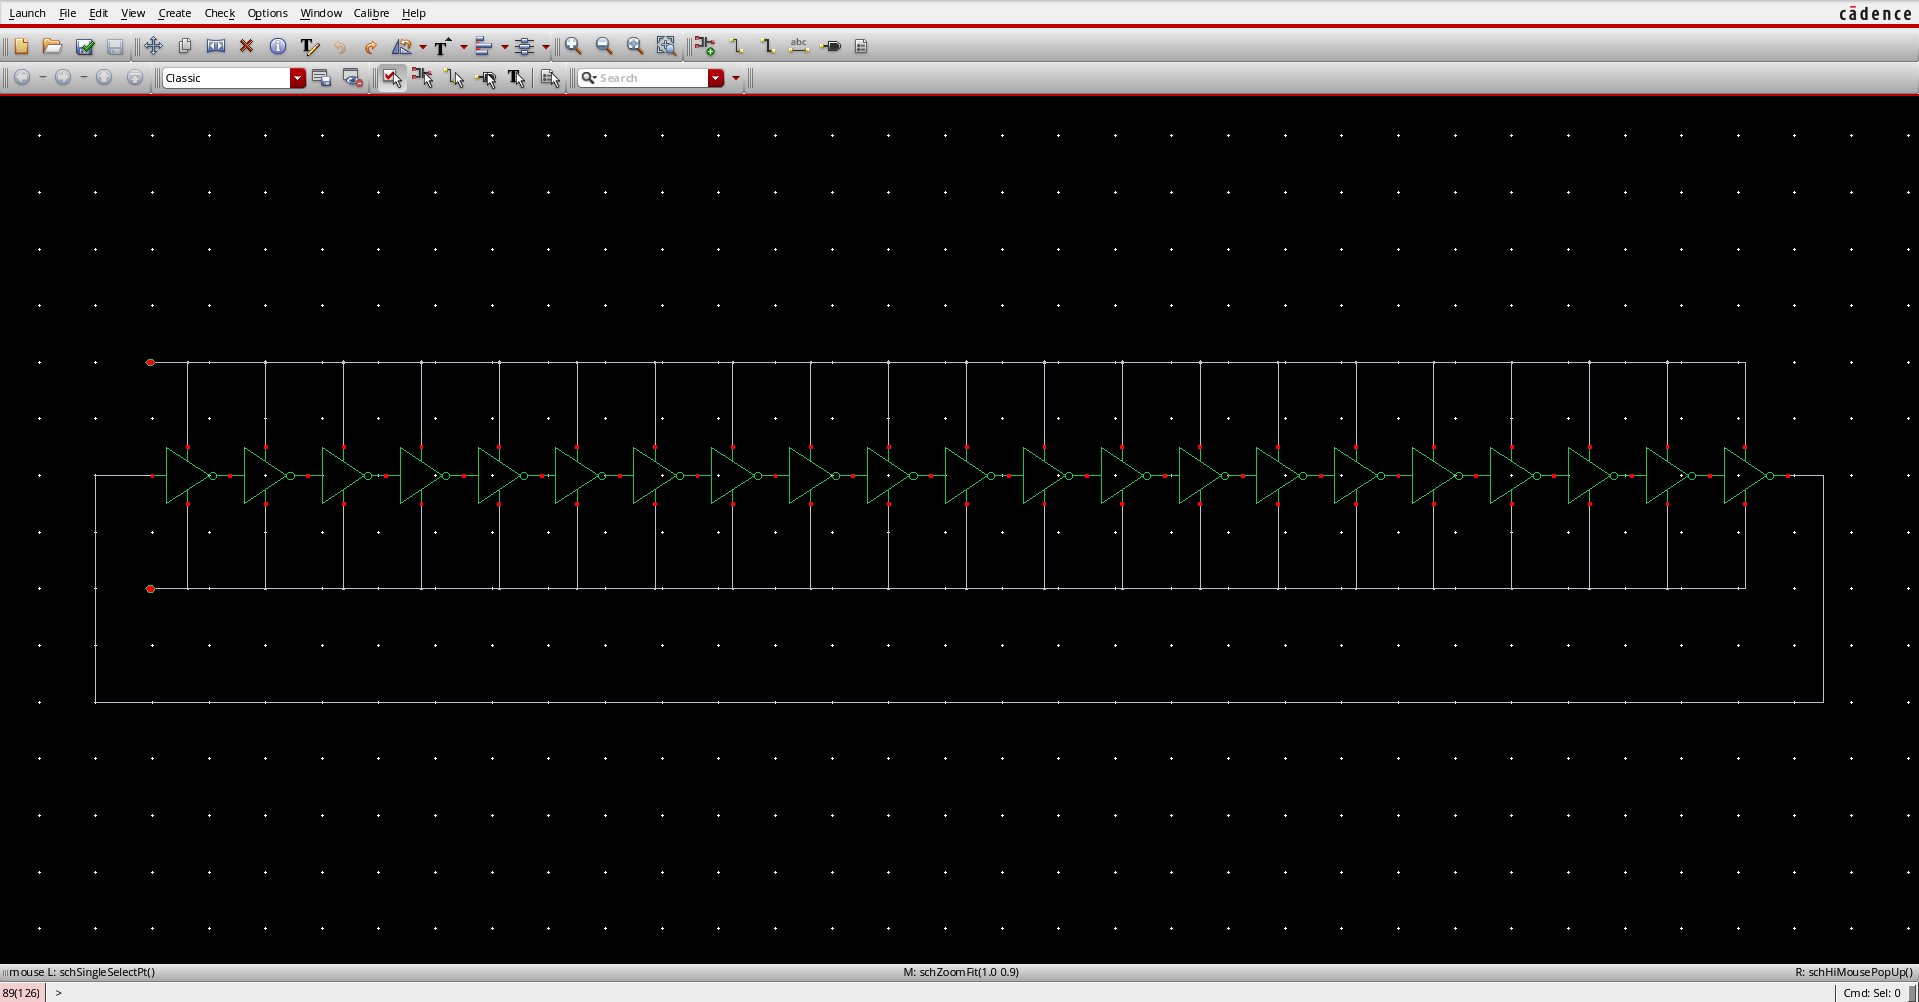 Launch File Edit View Create Check Options Window Calibre Help
cādence
abc
Classic
Search
mouse L: schSingleSelectPt() M: schZoomFit(1.0 0.9) R: schHiMousePopUp()
89(126) > Cmd: Sel: 0